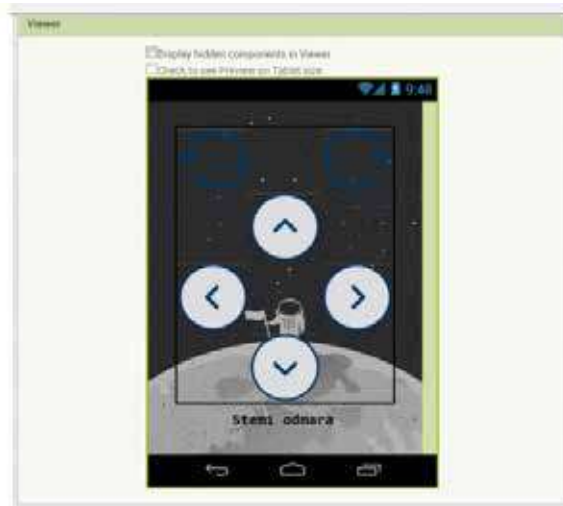 Viewer
Display hidden components in Viewer
Check to see Preview on Tablet size.
9:48
Stemi odmara